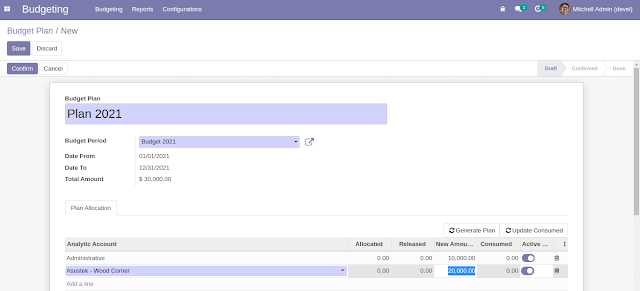 Budgeting Budgeting Reports Configurations 2 6 Mitchell Admin (devel)
Budget Plan / New
Save Discard
Confirm Cancel Draft Confirmed Done
Budget Plan
Plan 2021
Budget Period Budget 2021
Date From 01/01/2021
Date To 12/31/2021
Total Amount $ 30,000.00
Plan Allocation
Generate Plan Update Consumed
Analytic Account Allocated Released New Amou... Consumed Active ...
Administrative 0.00 0.00 10,000.00 0.00
Asustek - Wood Corner 0.00 0.00 20,000.00 0.00
Add a line